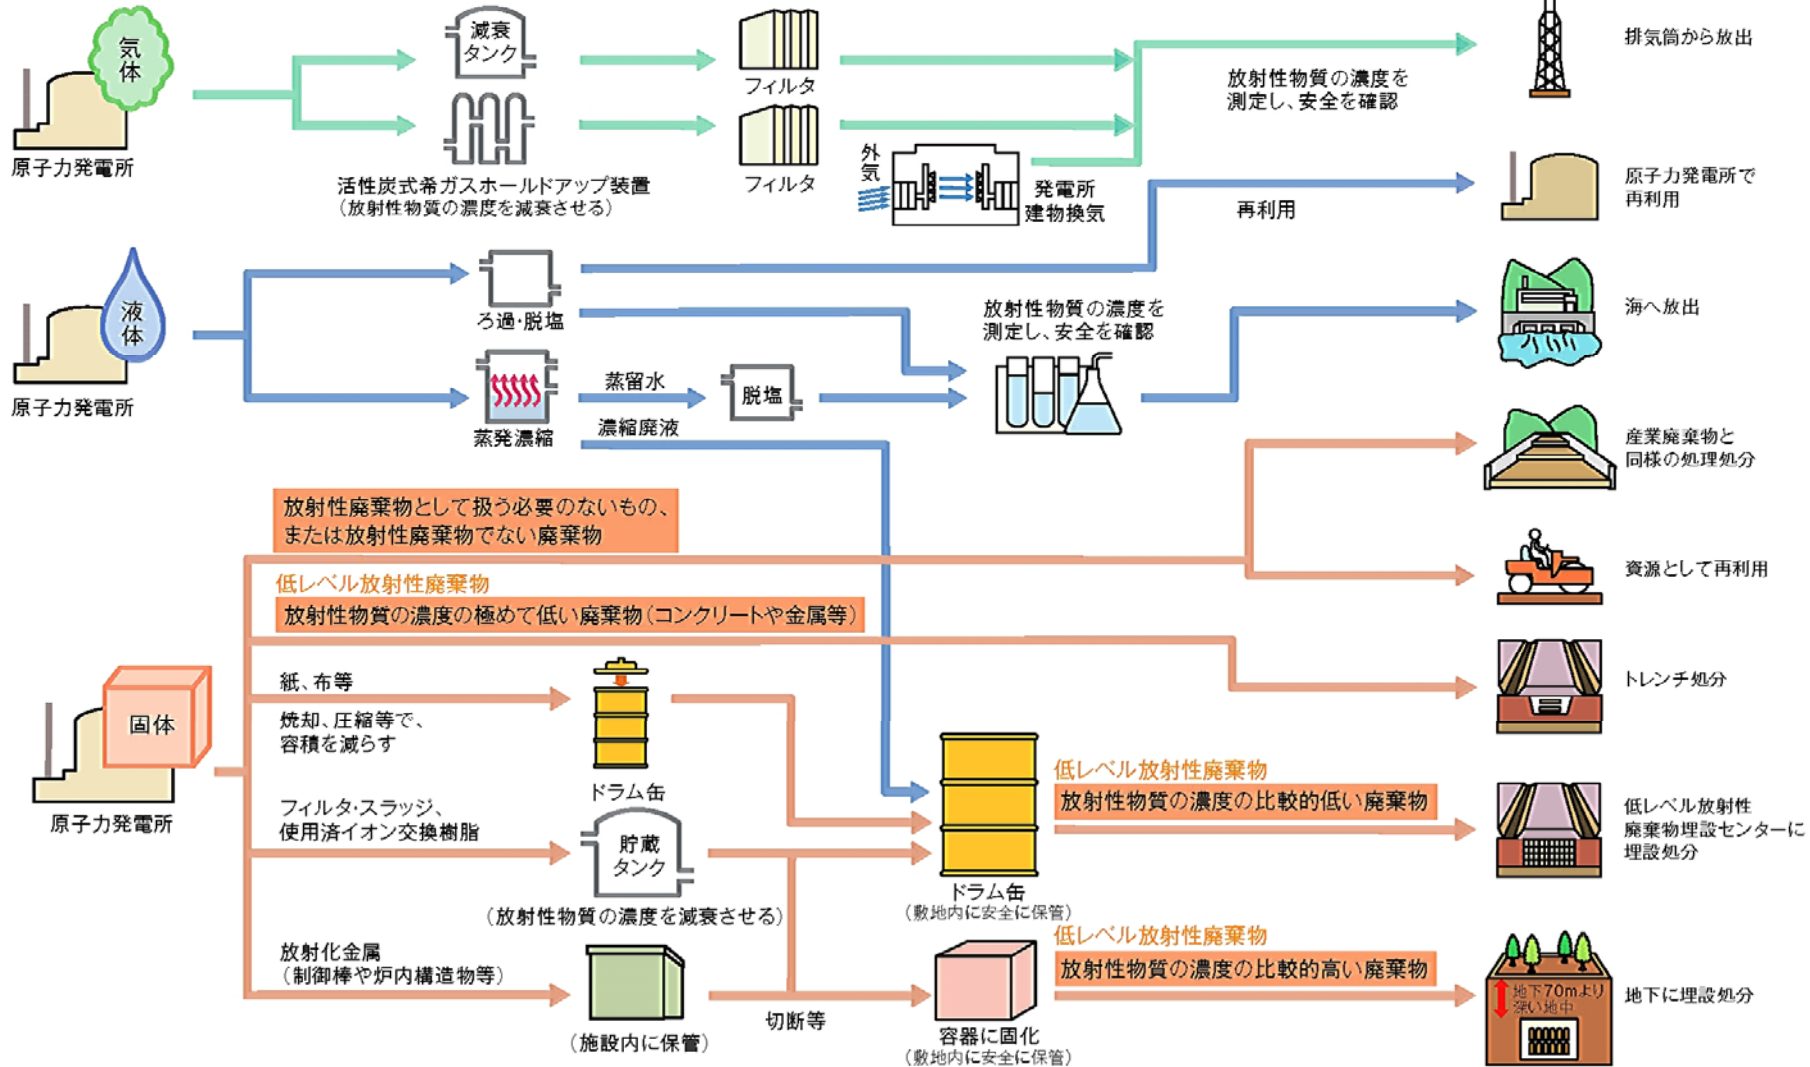 気
体
原子力発電所
減衰
タンク
活性炭式希ガスホールドアップ装置
(放射性物質の濃度を減衰させる)
フィルタ
フィルタ
外
気
発電所
建物換気
放射性物質の濃度を
測定し、安全を確認
排気筒から放出
液
体
原子力発電所
ろ過・脱塩
蒸発濃縮
蒸留水
濃縮廃液
脱塩
放射性物質の濃度を
測定し、安全を確認
再利用
原子力発電所で
再利用
海へ放出
固体
原子力発電所
放射性廃棄物として扱う必要のないもの、
または放射性廃棄物でない廃棄物
産業廃棄物と
同様の処理処分
資源として再利用
低レベル放射性廃棄物
放射性物質の濃度の極めて低い廃棄物(コンクリートや金属等)
トレンチ処分
紙、布等
焼却、圧縮等で、
容積を減らす
ドラム缶
フィルタ・スラッジ、
使用済イオン交換樹脂
貯蔵
タンク
(放射性物質の濃度を減衰させる)
ドラム缶
(敷地内に安全に保管)
低レベル放射性廃棄物
放射性物質の濃度の比較的低い廃棄物
低レベル放射性
廃棄物埋設センターに
埋設処分
放射化金属
(制御棒や炉内構造物等)
(施設内に保管)
切断等
容器に固化
(敷地内に安全に保管)
低レベル放射性廃棄物
放射性物質の濃度の比較的高い廃棄物
地下70mより
深い地中
地下に埋設処分